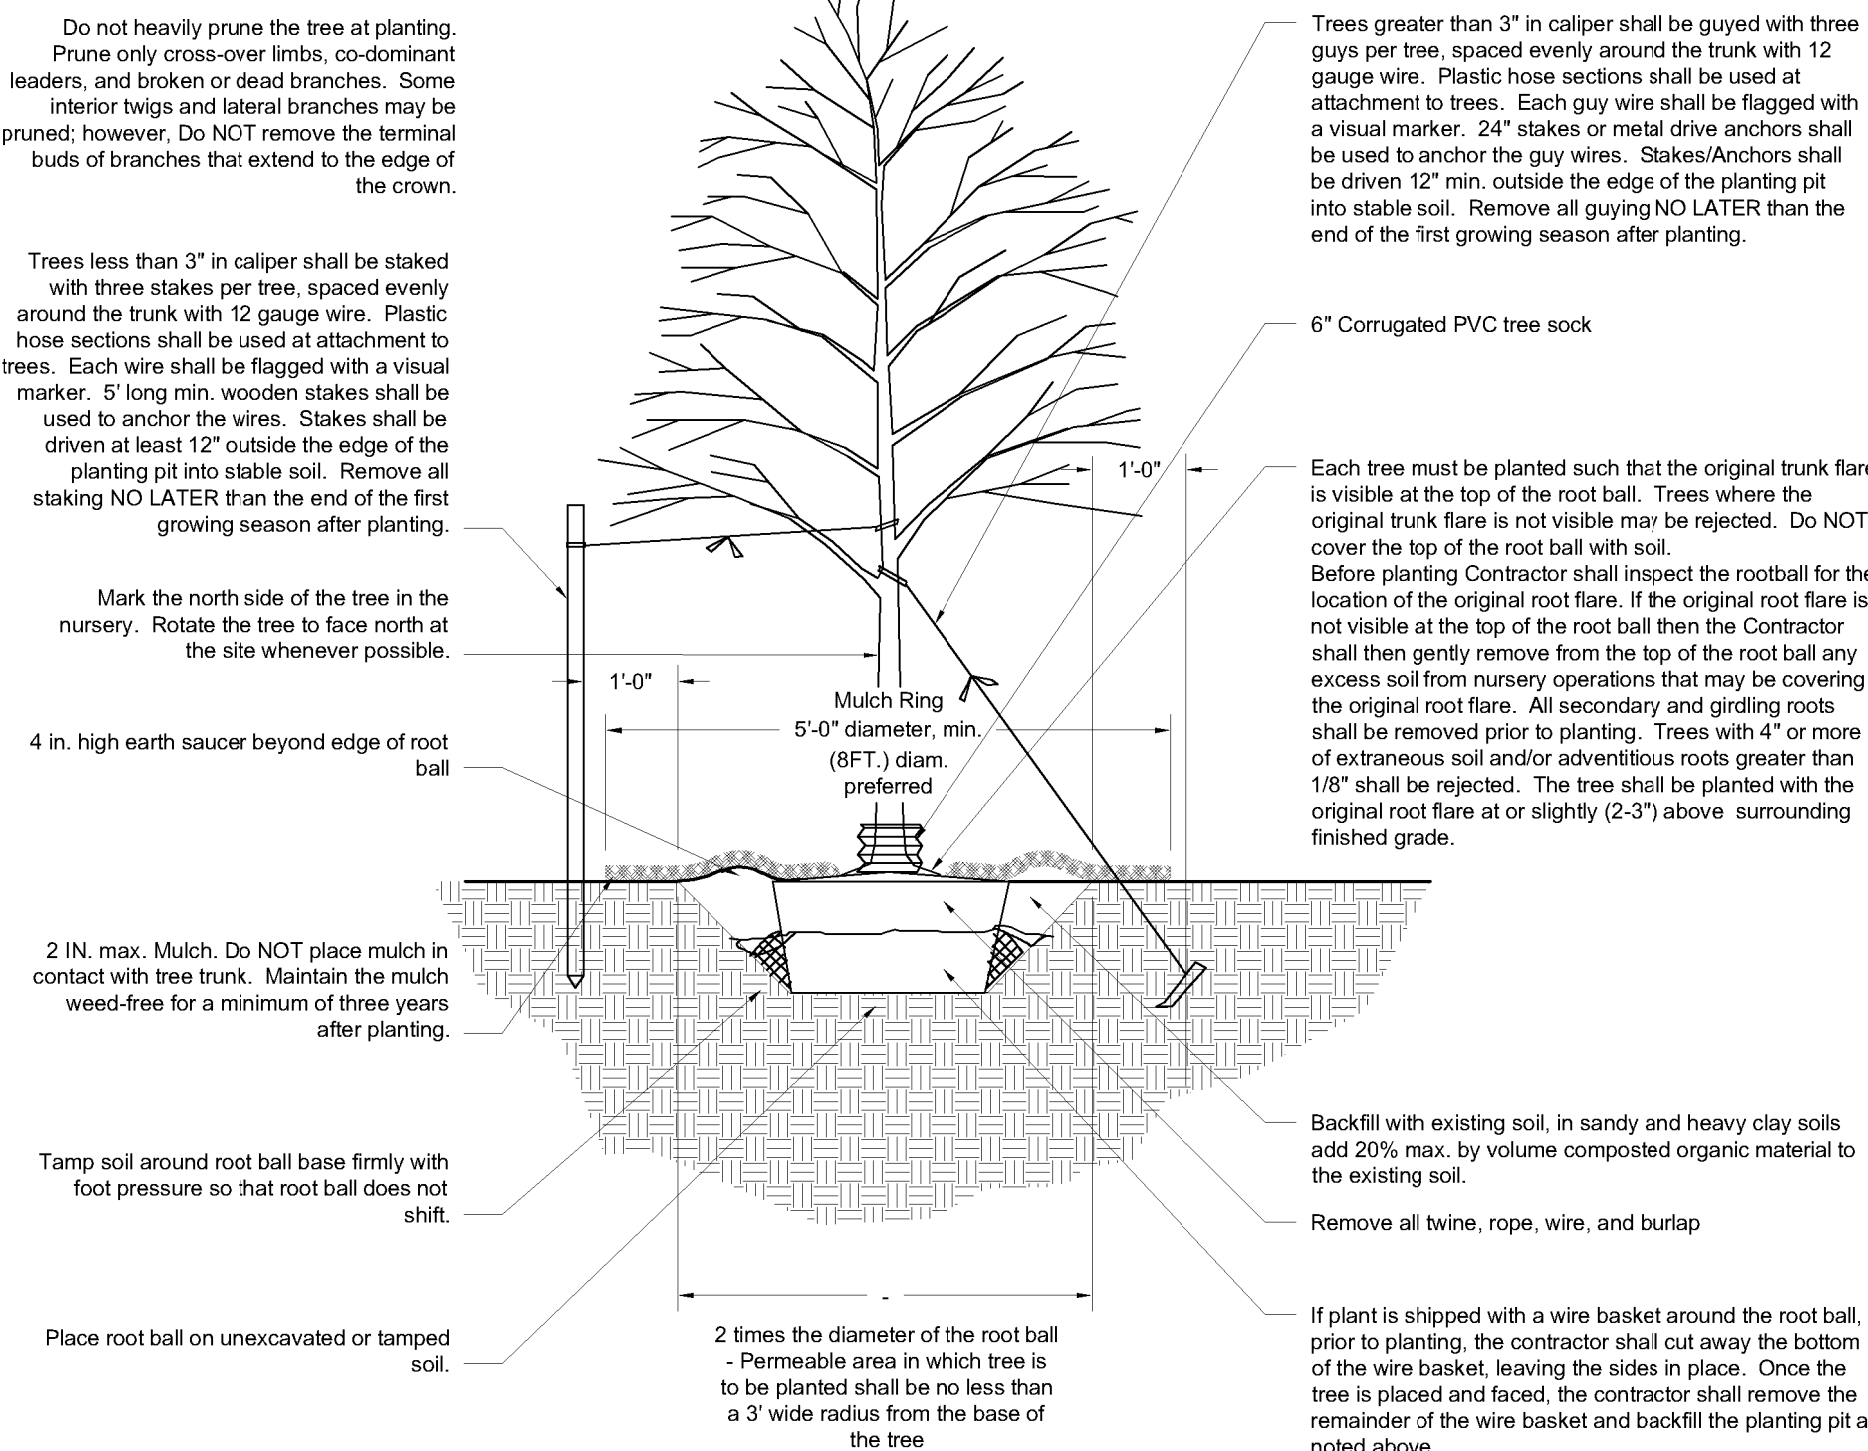 Do not heavily prune the tree at planting.
Prune only cross-over limbs, co-dominant
leaders, and broken or dead branches. Some
interior twigs and lateral branches may be
pruned; however, Do NOT remove the terminal
buds of branches that extend to the edge of
the crown.
Trees less than 3" in caliper shall be staked
with three stakes per tree, spaced evenly
around the trunk with 12 gauge wire. Plastic
hose sections shall be used at attachment to
trees. Each wire shall be flagged with a visual
marker. 5' long min. wooden stakes shall be
used to anchor the wires. Stakes shall be
driven at least 12" outside the edge of the
planting pit into stable soil. Remove all
staking NO LATER than the end of the first
growing season after planting.
Mark the north side of the tree in the
nursery. Rotate the tree to face north at
the site whenever possible.
4 in. high earth saucer beyond edge of root
ball
2 IN. max. Mulch. Do NOT place mulch in
contact with tree trunk. Maintain the mulch
weed-free for a minimum of three years
after planting.
Tamp soil around root ball base firmly with
foot pressure so that root ball does not
shift.
Place root ball on unexcavated or tamped
soil.
1'-0"
1'-0"
Mulch Ring
5'-0" diameter, min.
(8FT.) diam.
preferred
-
2 times the diameter of the root ball
- Permeable area in which tree is
to be planted shall be no less than
a 3' wide radius from the base of
the tree
Trees greater than 3" in caliper shall be guyed with three
guys per tree, spaced evenly around the trunk with 12
gauge wire. Plastic hose sections shall be used at
attachment to trees. Each guy wire shall be flagged with
a visual marker. 24" stakes or metal drive anchors shall
be used to anchor the guy wires. Stakes/Anchors shall
be driven 12" min. outside the edge of the planting pit
into stable soil. Remove all guying NO LATER than the
end of the first growing season after planting.
6" Corrugated PVC tree sock
Each tree must be planted such that the original trunk flare
is visible at the top of the root ball. Trees where the
original trunk flare is not visible may be rejected. Do NOT
cover the top of the root ball with soil.
Before planting Contractor shall inspect the rootball for the
location of the original root flare. If the original root flare is
not visible at the top of the root ball then the Contractor
shall then gently remove from the top of the root ball any
excess soil from nursery operations that may be covering
the original root flare. All secondary and girdling roots
shall be removed prior to planting. Trees with 4" or more
of extraneous soil and/or adventitious roots greater than
1/8" shall be rejected. The tree shall be planted with the
original root flare at or slightly (2-3") above surrounding
finished grade.
Backfill with existing soil, in sandy and heavy clay soils
add 20% max. by volume composted organic material to
the existing soil.
Remove all twine, rope, wire, and burlap
If plant is shipped with a wire basket around the root ball,
prior to planting, the contractor shall cut away the bottom
of the wire basket, leaving the sides in place. Once the
tree is placed and faced, the contractor shall remove the
remainder of the wire basket and backfill the planting pit a
noted above